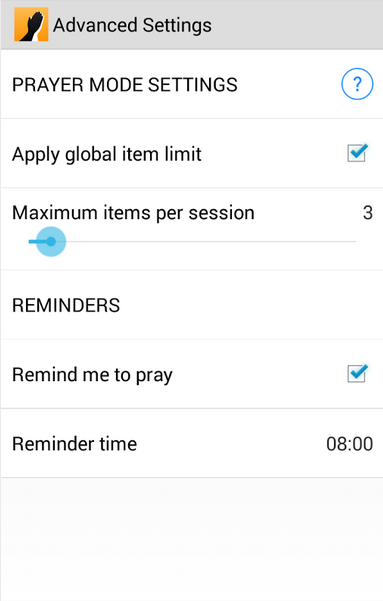 Advanced Settings
PRAYER MODE SETTINGS ?
Apply global item limit
Maximum items per session 3
REMINDERS
Remind me to pray
Reminder time 08:00